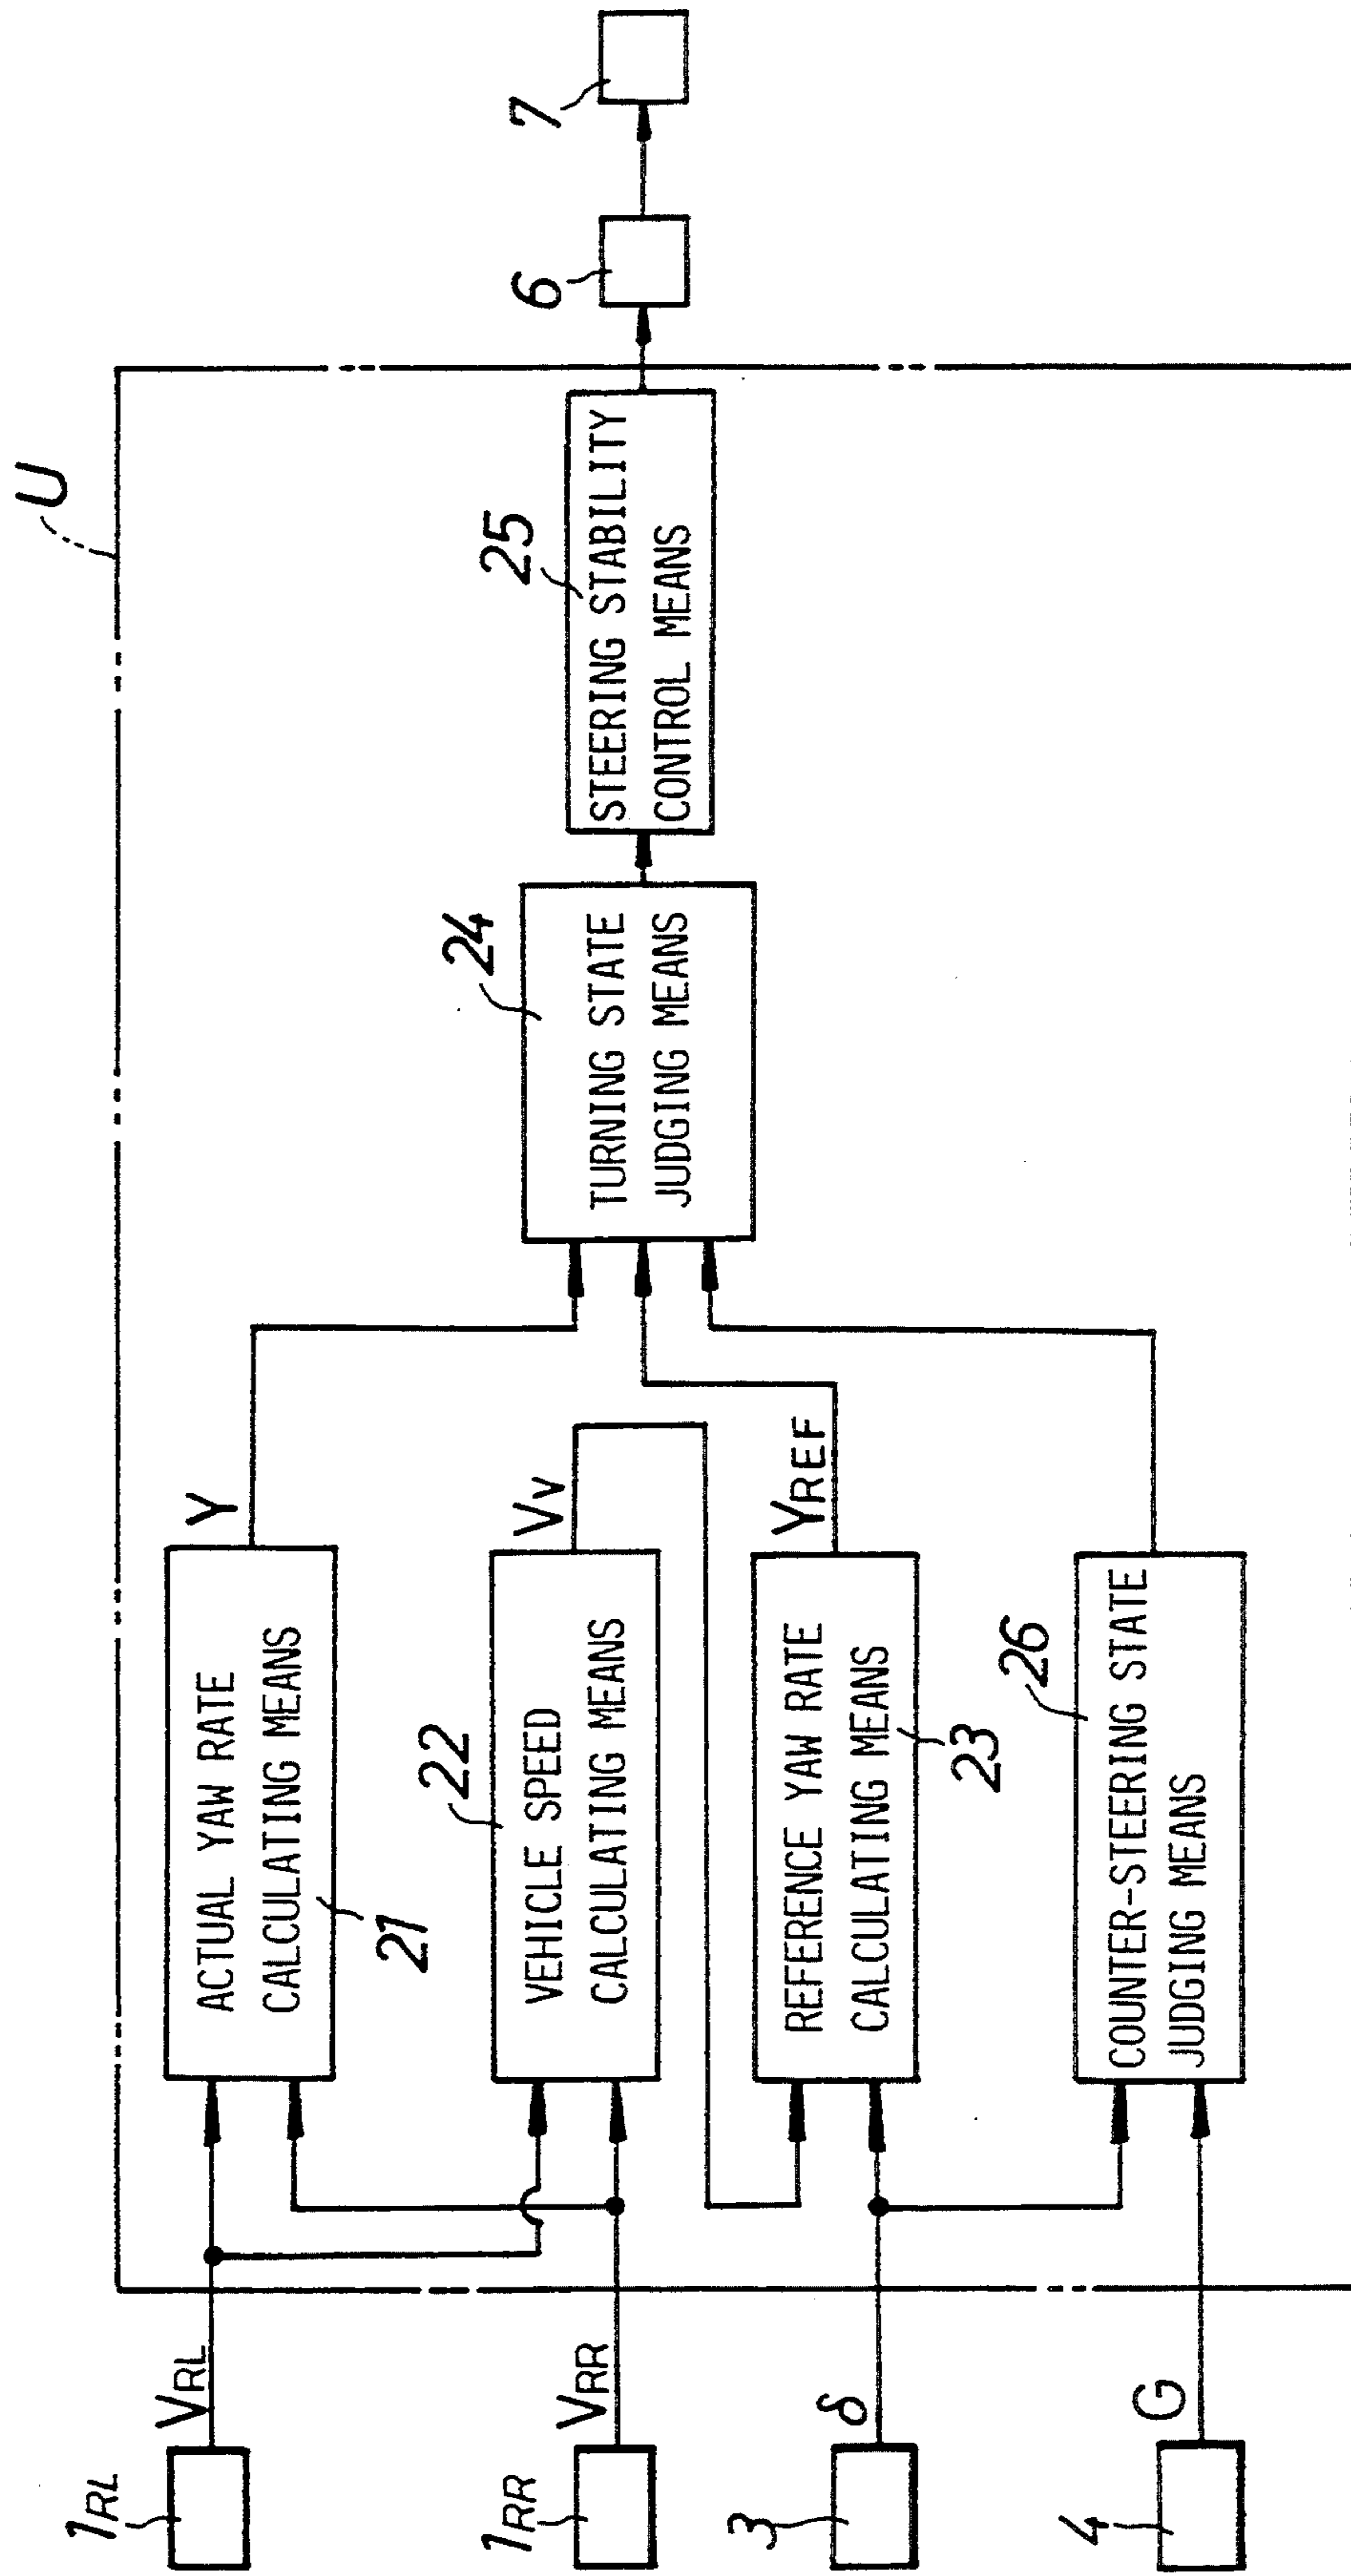 U
1RL
VRL
ACTUAL YAW RATE
CALCULATING MEANS
21
Y
1RR
VRR
22
VEHICLE SPEED
CALCULATING MEANS
Vv
3
δ
REFERENCE YAW RATE
CALCULATING MEANS
23
YREF
4
G
26
COUNTER-STEERING STATE
JUDGING MEANS
24
TURNING STATE
JUDGING MEANS
25
STEERING STABILITY
CONTROL MEANS
6
7